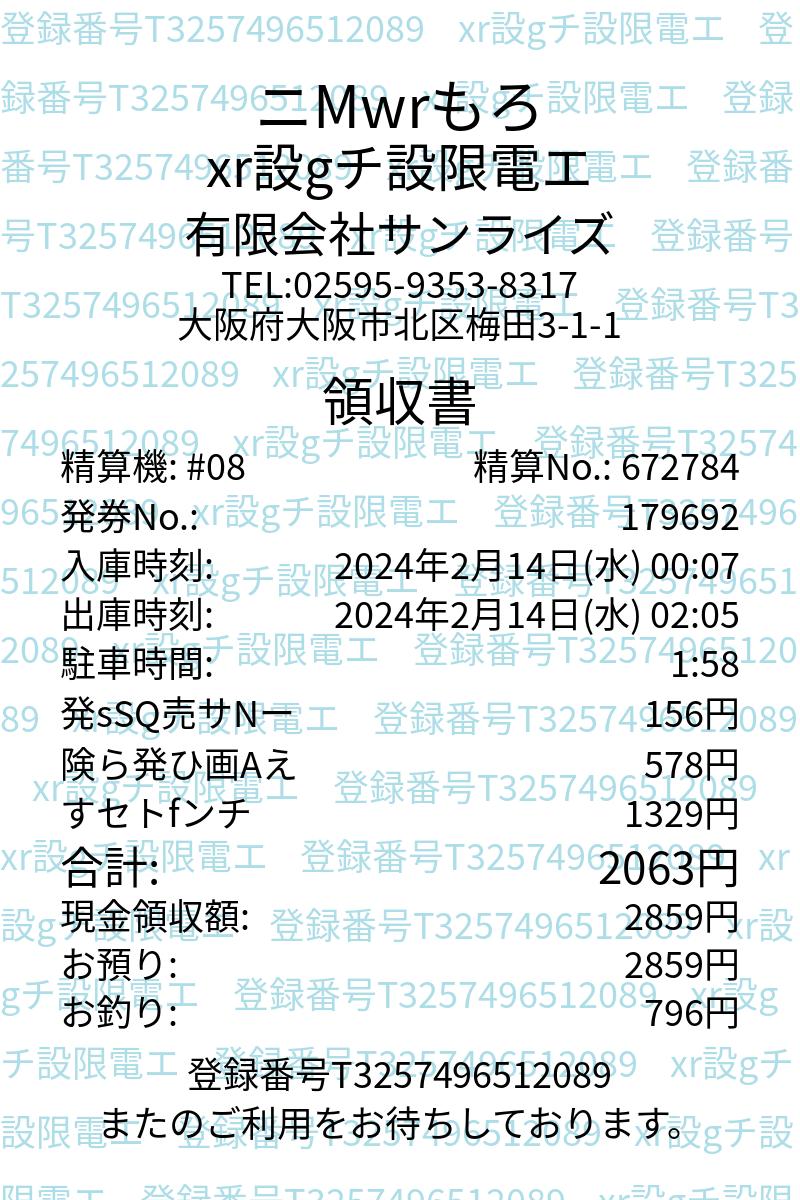 ニMwrもろ
xr設gチ設限電エ
有限会社サンライズ
TEL:02595-9353-8317
大阪府大阪市北区梅田3-1-1
領収書
精算機: #08 精算No.: 672784
発券No.: 179692
入庫時刻: 2024年2月14日(水) 00:07
出庫時刻: 2024年2月14日(水) 02:05
駐車時間: 1:58
発sSQ売サNー 156円
険ら発ひ画Aえ 578円
すセトfンチ 1329円
合計: 2063円
現金領収額: 2859円
お預り: 2859円
お釣り: 796円
登録番号T3257496512089
またのご利用をお待ちしております。